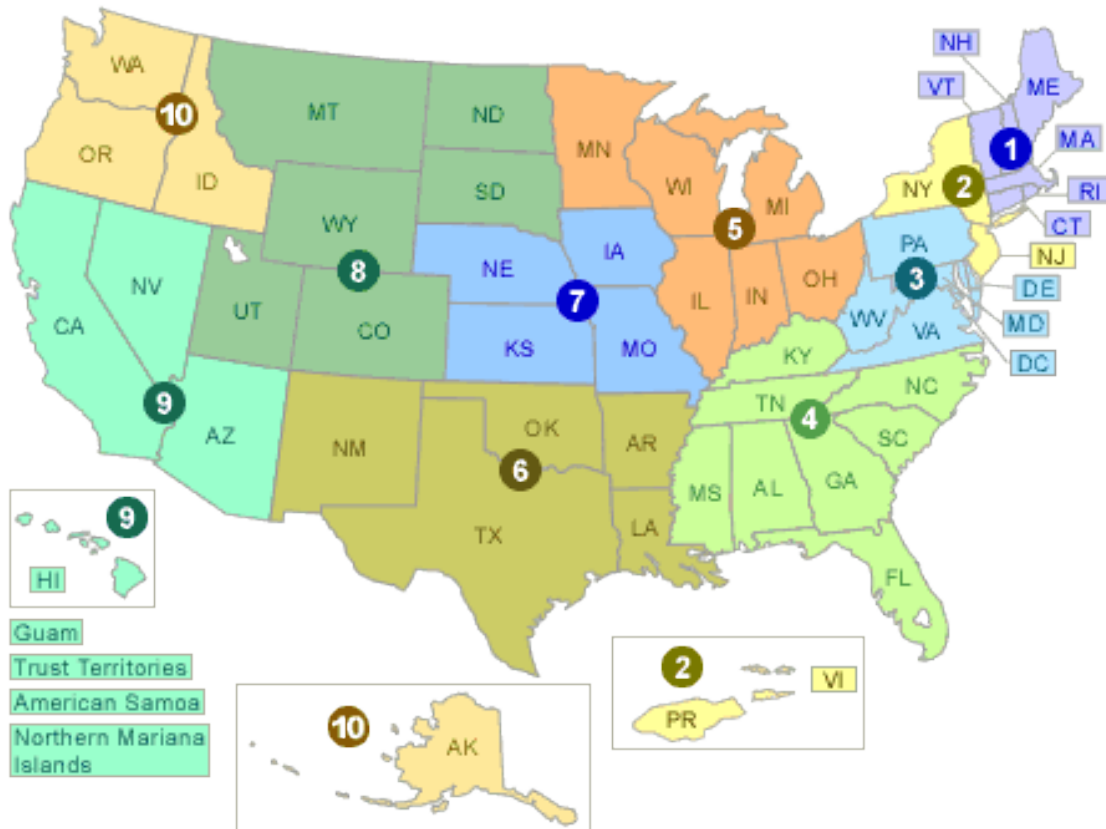 NH
WA
ME
VT
10
MT
ND
MN
OR
1
MA
ID
WI
MI
NY
2
RI
SD
CT
WY
5
PA
NJ
IA
8
NE
3
DE
NV
7
OH
IL
IN
UT
CO
WV
MD
CA
VA
KS
MO
KY
DC
NC
9
TN
4
AZ
OK
SC
NM
AR
6
GA
MS
AL
9
TX
LA
HI
FL
Guam
2
Trust Territories
VI
American Samoa
PR
10
Northern Mariana
AK
Islands